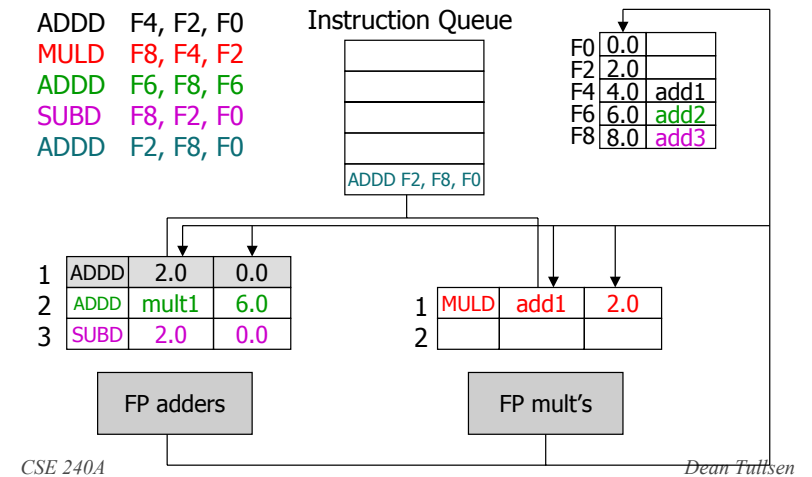 ADDD F4, F2, F0
MULD F8, F4, F2
ADDD F6, F8, F6
SUBD F8, F2, F0
ADDD F2, F8, F0
Instruction Queue
ADDD F2, F8, F0
F0 0.0
F2 2.0
F4 4.0 add1
F6 6.0 add2
F8 8.0 add3
1 ADDD 2.0 0.0
2 ADDD mult1 6.0
3 SUBD 2.0 0.0
1 MULD add1 2.0
2
FP adders
FP mult's
CSE 240A
Dean Tullsen